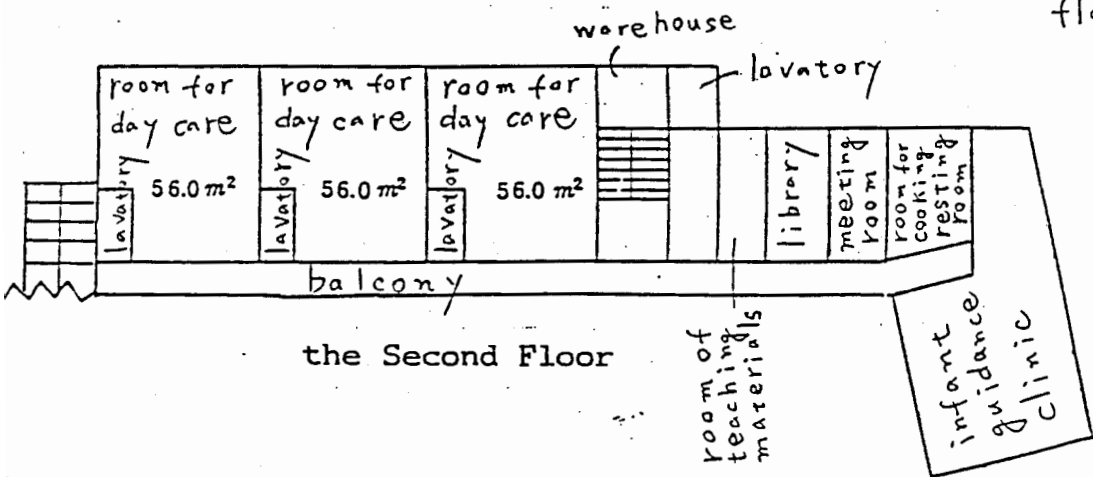 flo
warehouse
lavatory
room for
day care
lavatory
56.0 m²
room for
day care
lavatory
56.0 m²
room for
day care
lavatory
56.0 m²
library
meeting
room
room for
cooking
resting
room
balcony
room of
teaching
materials
infant
guidance
clinic
the Second Floor